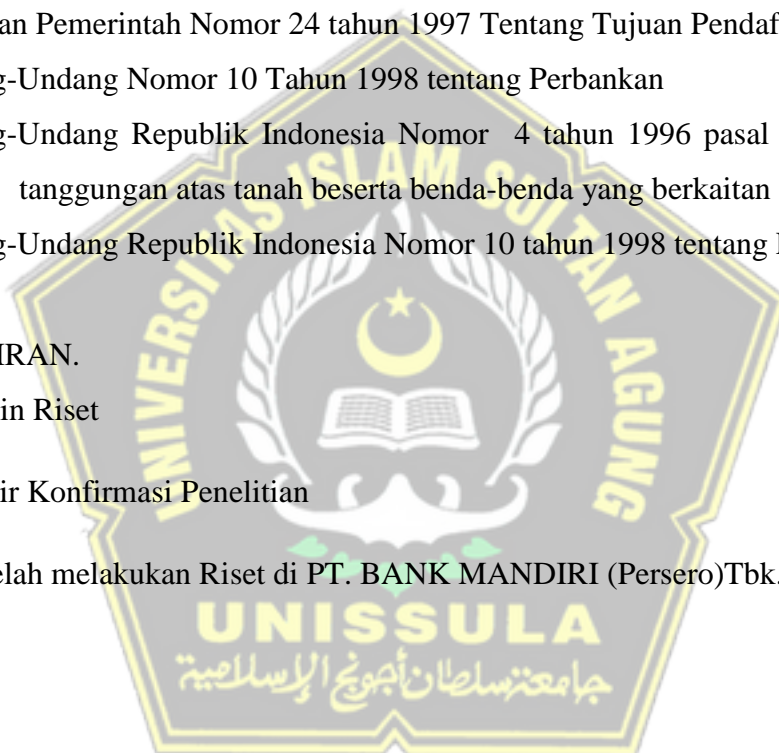 an Pemerintah Nomor 24 tahun 1997 Tentang Tujuan Pendaf
g-Undang Nomor 10 Tahun 1998 tentang Perbankan
g-Undang Republik Indonesia Nomor 4 tahun 1996 pasal
tanggungan atas tanah beserta benda-benda yang berkaitan
g-Undang Republik Indonesia Nomor 10 tahun 1998 tentang
IRAN.
in Riset
ir Konfirmasi Penelitian
elah melakukan Riset di PT. BANK MANDIRI (Persero)Tbk.
UNIVERSITAS ISLAM SULTAN AGUNG
UNISSULA
جامعة سلطان أجونج الإسلامية